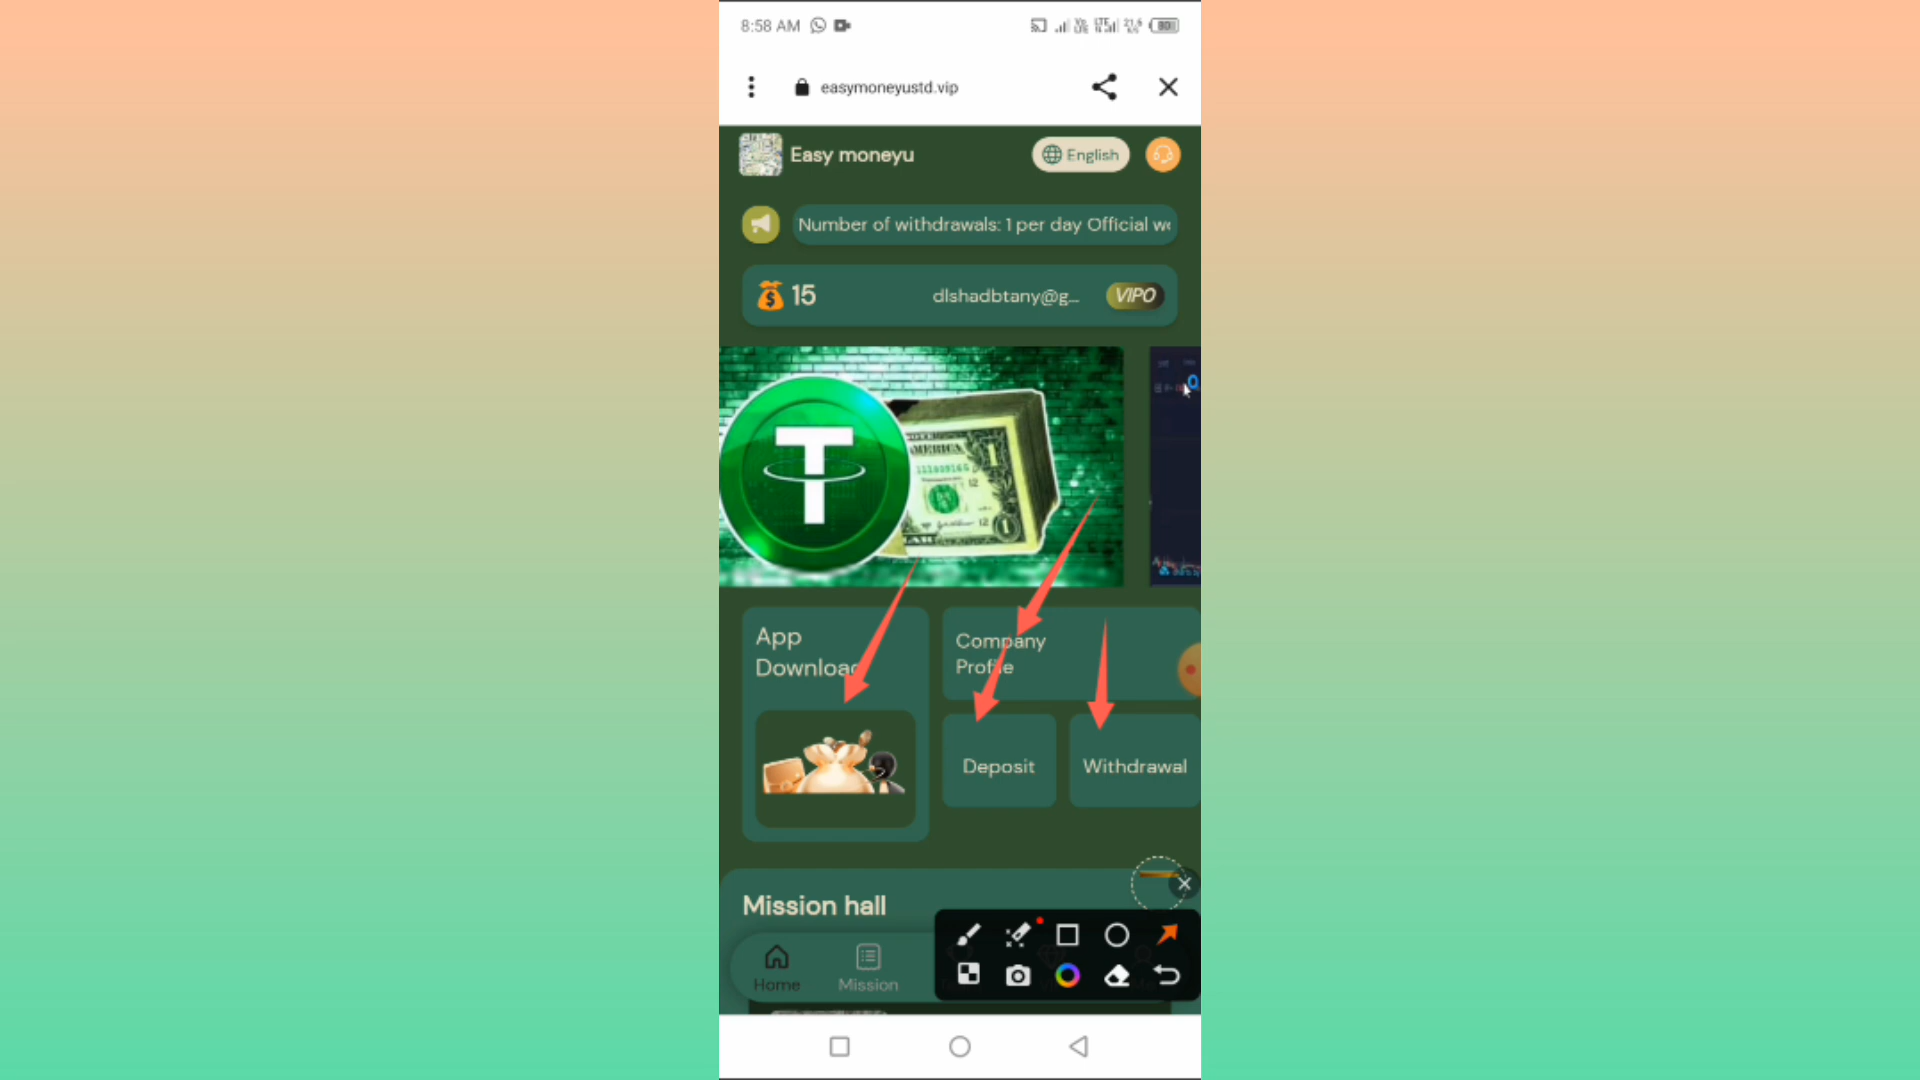 8:58 AM
easymoneyustd.vip
Easy moneyu
English
Number of withdrawals: 1 per day Official we
15
dlshadbtany@g...
VIP0
App
Download
Company
Profile
Deposit
Withdrawal
Mission hall
Home
Mission